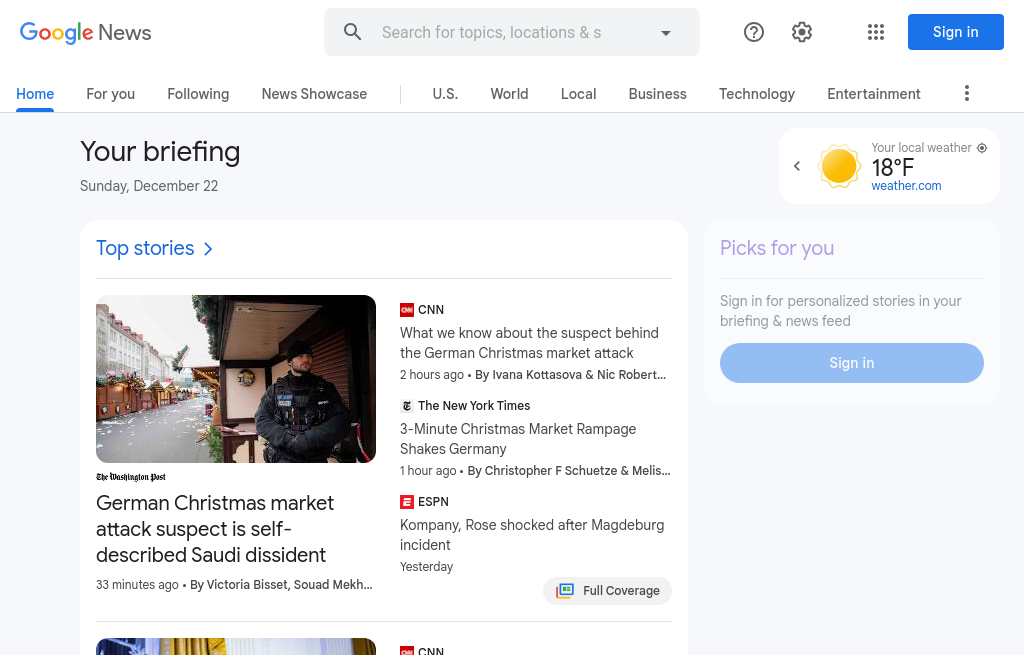 Google News
Search for topics, locations & s
Sign in
Home
For you
Following
News Showcase
U.S.
World
Local
Business
Technology
Entertainment
Your briefing
Sunday, December 22
Your local weather
18°F
weather.com
Top stories
Picks for you
Sign in for personalized stories in your
briefing & news feed
Sign in
The Washington Post
German Christmas market
attack suspect is self-
described Saudi dissident
33 minutes ago • By Victoria Bisset, Souad Mekh...
CNN
What we know about the suspect behind
the German Christmas market attack
2 hours ago • By Ivana Kottasova & Nic Robert...
The New York Times
3-Minute Christmas Market Rampage
Shakes Germany
1 hour ago • By Christopher F Schuetze & Melis...
ESPN
Kompany, Rose shocked after Magdeburg
incident
Yesterday
Full Coverage
CNN